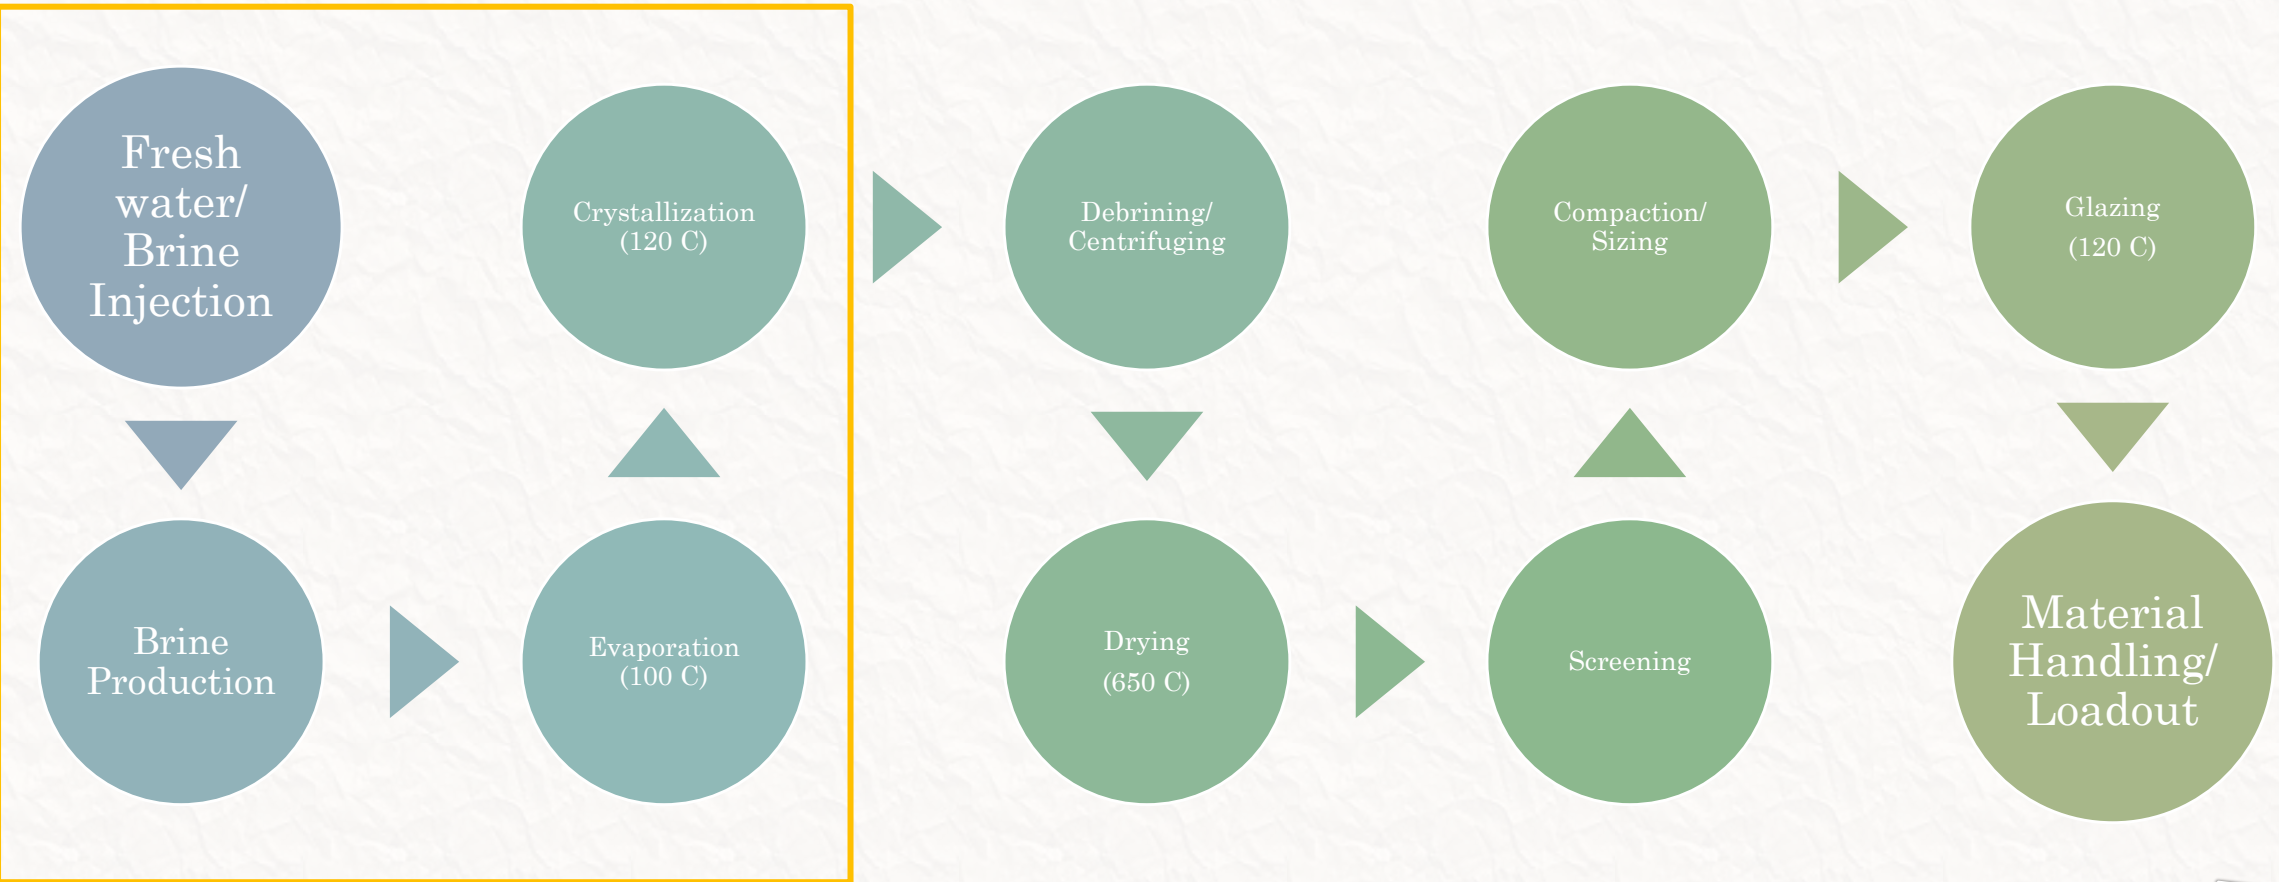 Fresh
water/
Brine
Injection
Brine
Production
Evaporation
(100 C)
Crystallization
(120 C)
Debrining/
Centrifuging
Drying
(650 C)
Screening
Compaction/
Sizing
Glazing
(120 C)
Material
Handling/
Loadout